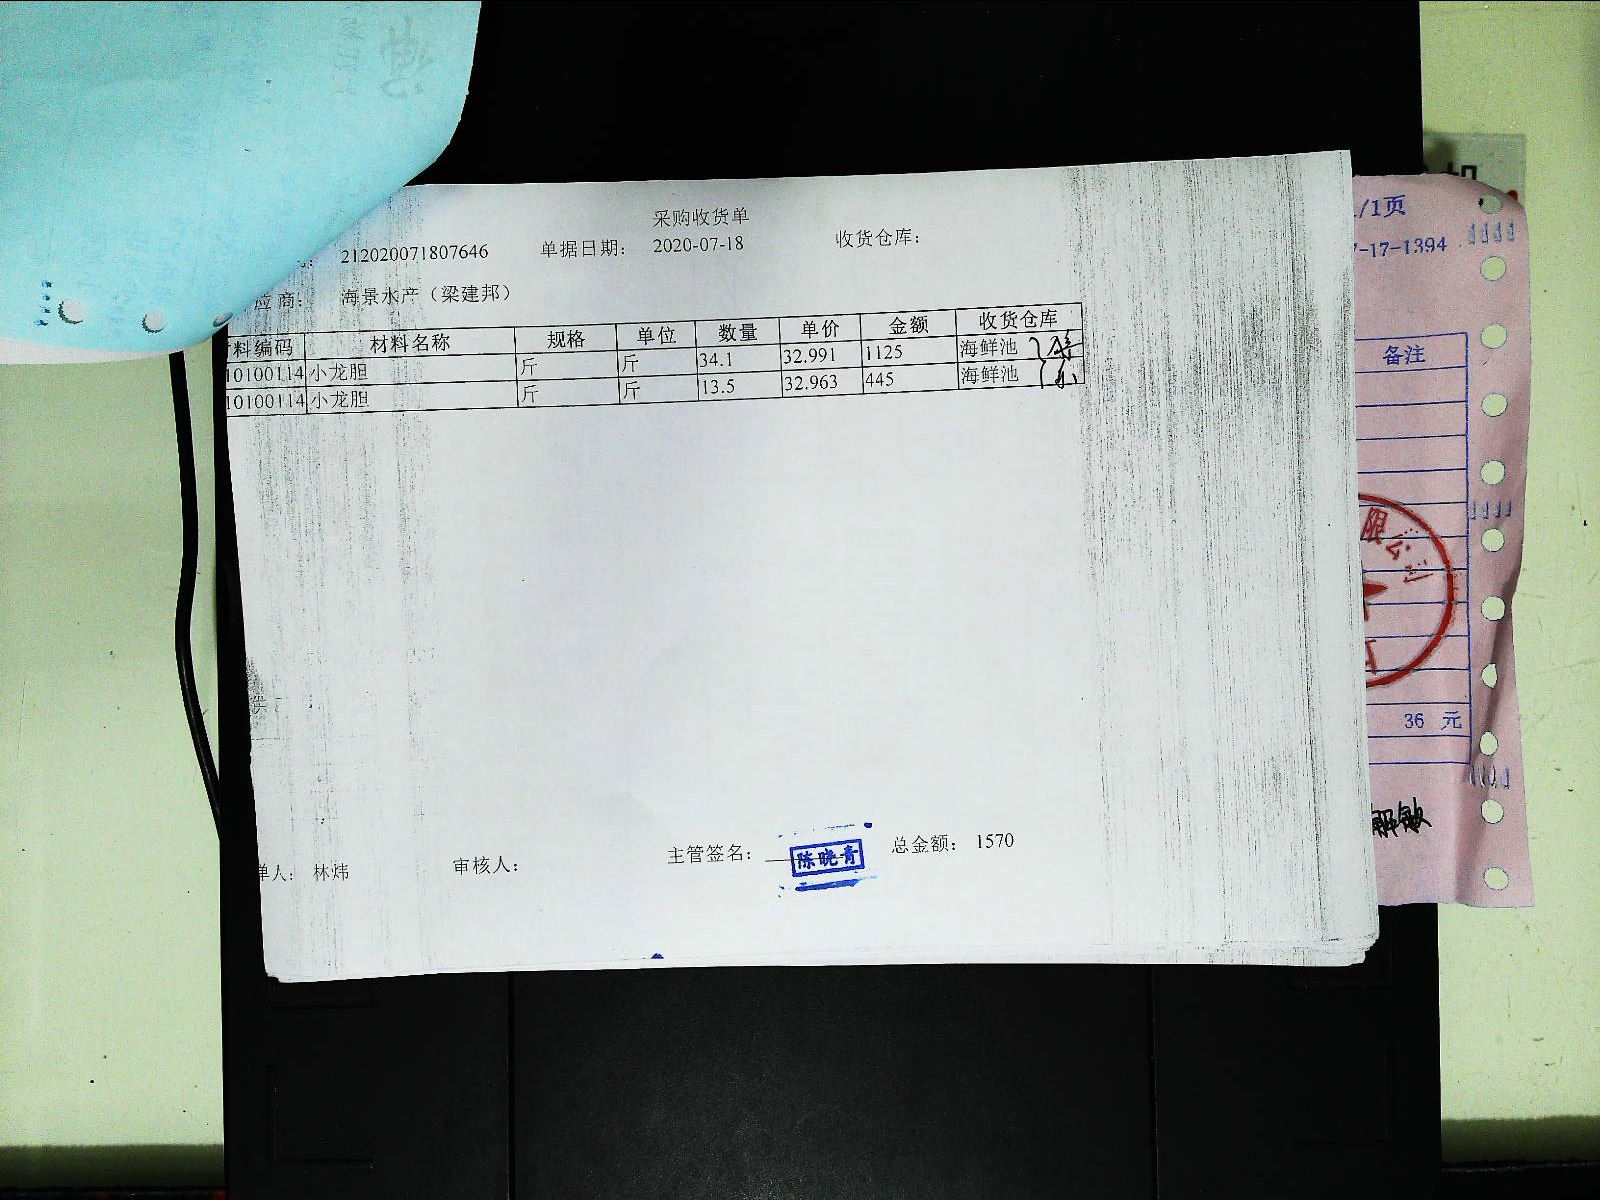 采购收货单
212020071807646 单据日期： 2020-07-18 收货仓库：
应商： 海景水产（梁建邦）
料编码 材料名称 规格 单位 数量 单价 金额 收货仓库
10100114 小龙胆 斤 斤 34.1 32.991 1125 海鲜池
10100114 小龙胆 斤 斤 13.5 32.963 445 海鲜池
单人： 林炜 审核人： 主管签名： 陈晓青 总金额： 1570
/1页
7-17-1394
备注
限公司
36 元
解敏